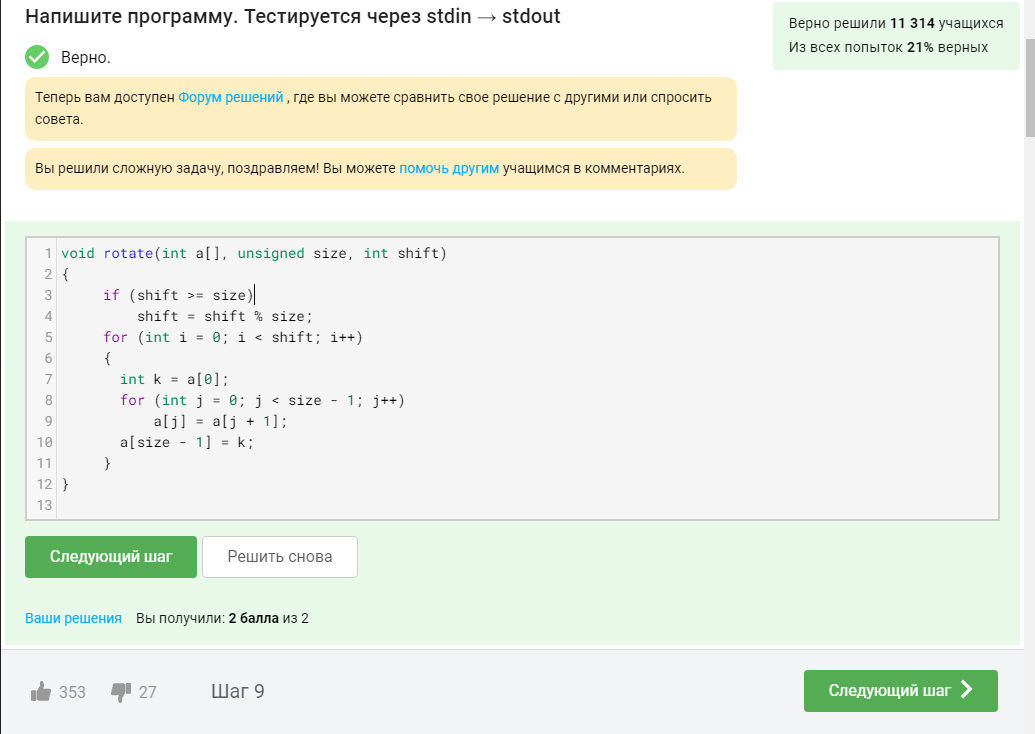 Напишите программу. Тестируется через stdin → stdout
Верно решили 11 314 учащихся
Из всех попыток 21% верных
Верно.
Теперь вам доступен Форум решений , где вы можете сравнить свое решение с другими или спросить
совета.
Вы решили сложную задачу, поздравляем! Вы можете помочь другим учащимся в комментариях.
1 void rotate(int a[], unsigned size, int shift)
2 {
3     if (shift >= size)
4         shift = shift % size;
5     for (int i = 0; i < shift; i++)
6     {
7       int k = a[0];
8       for (int j = 0; j < size - 1; j++)
9           a[j] = a[j + 1];
10       a[size - 1] = k;
11     }
12 }
13
Следующий шаг Решить снова
Ваши решения Вы получили: 2 балла из 2
353 27 Шаг 9 Следующий шаг